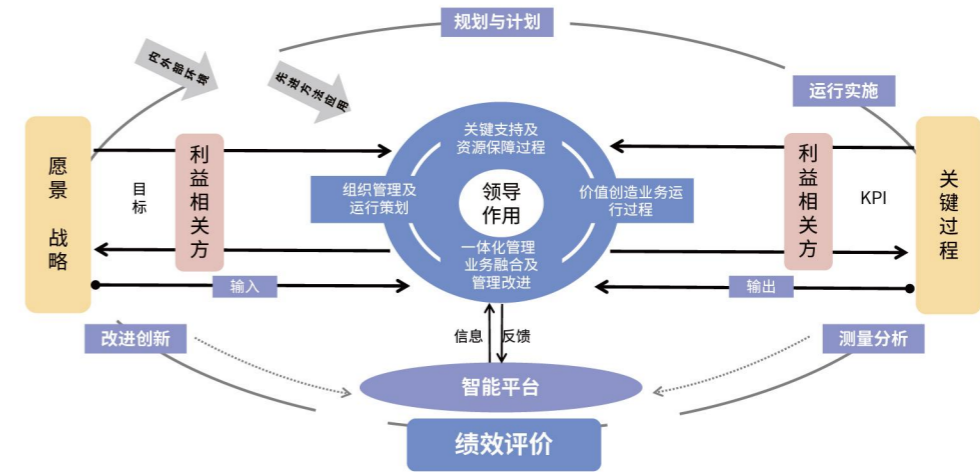 规划与计划
内外部环境
先进方法应用
运行实施
愿景
战略
目标
利益相关方
关键支持及
资源保障过程
组织管理及
运行策划
领导
作用
价值创造业务运
行过程
一体化管理
业务融合及
管理改进
利益相关方
KPI
关键过程
输入
输出
改进创新
信息
反馈
测量分析
智能平台
绩效评价